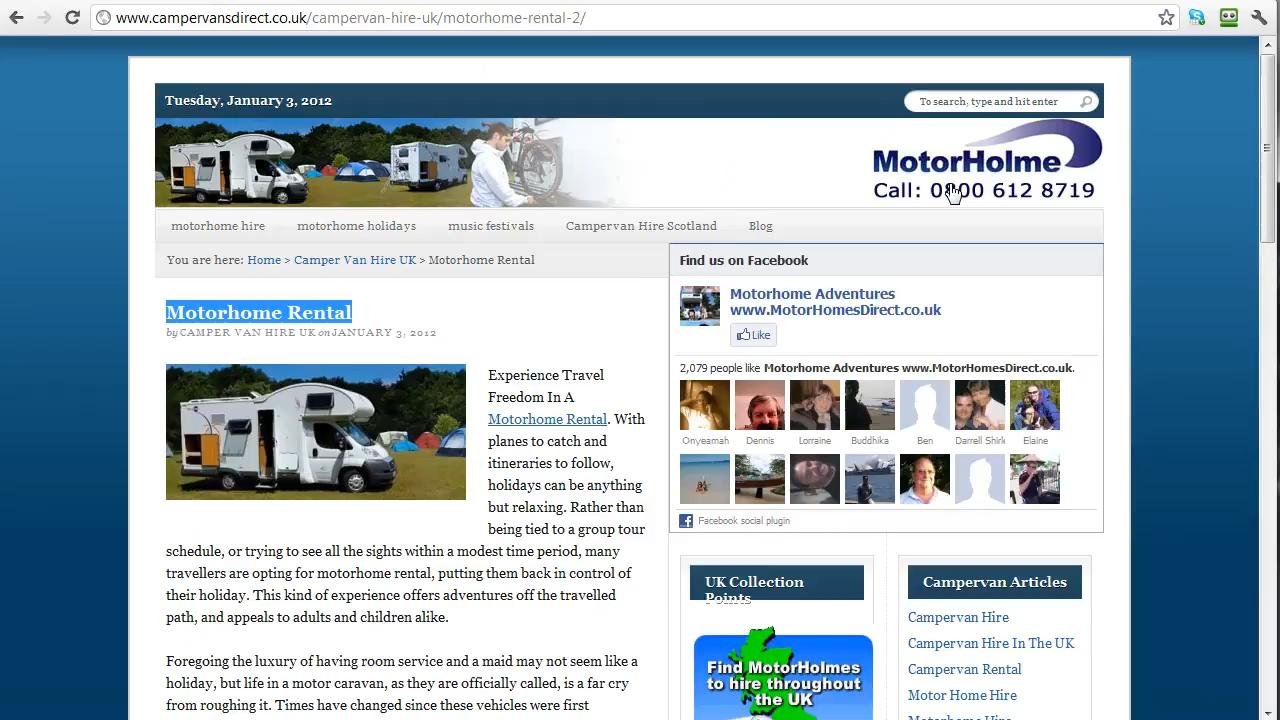 www.campervansdirect.co.uk/campervan-hire-uk/motorhome-rental-2/
Tuesday, January 3, 2012
To search, type and hit enter
MotorHolme
Call: 0800 612 8719
motorhome hire
motorhome holidays
music festivals
Campervan Hire Scotland
Blog
You are here: Home > Camper Van Hire UK > Motorhome Rental
Motorhome Rental
by CAMPER VAN HIRE UK on JANUARY 3, 2012
Experience Travel
Freedom In A
Motorhome Rental. With
planes to catch and
itineraries to follow,
holidays can be anything
but relaxing. Rather than
being tied to a group tour
schedule, or trying to see all the sights within a modest time period, many
travellers are opting for motorhome rental, putting them back in control of
their holiday. This kind of experience offers adventures off the travelled
path, and appeals to adults and children alike.
Foregoing the luxury of having room service and a maid may not seem like a
holiday, but life in a motor caravan, as they are officially called, is a far cry
from roughing it. Times have changed since these vehicles were first
Find us on Facebook
Motorhome Adventures
www.MotorHomesDirect.co.uk
Like
2,079 people like Motorhome Adventures www.MotorHomesDirect.co.uk.
Onyeamah
Dennis
Lorraine
Buddhika
Ben
Darrell Shirl
Elaine
Facebook social plugin
UK Collection
Points
Find MotorHolmes
to hire throughout
the UK
Campervan Articles
Campervan Hire
Campervan Hire In The UK
Campervan Rental
Motor Home Hire
Motorhome Hire